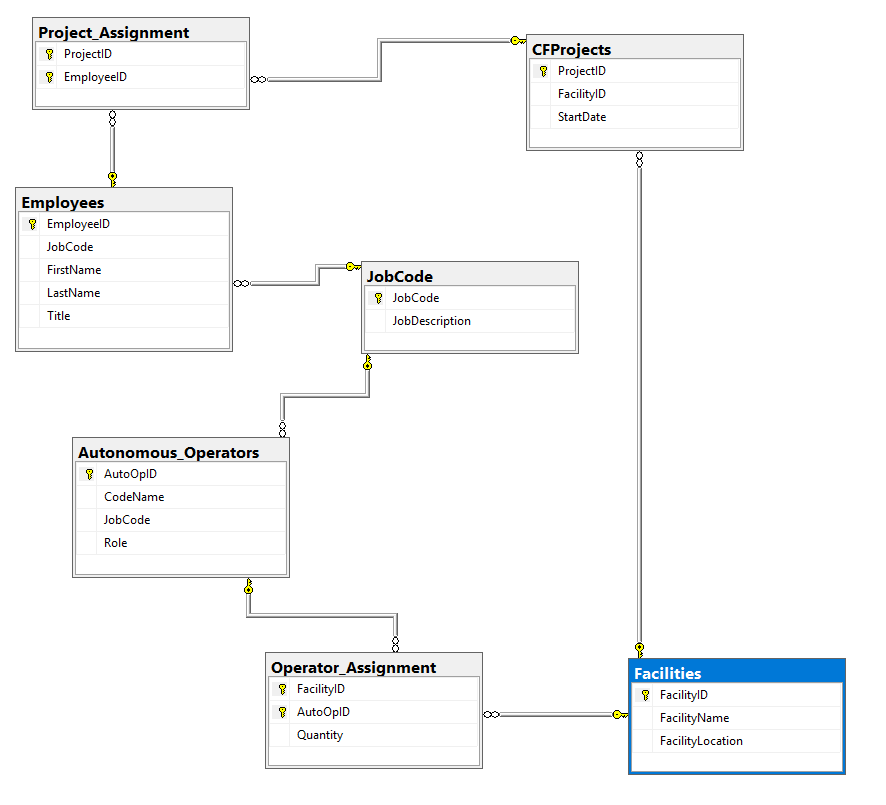 Project_Assignment
ProjectID
EmployeeID
CFProjects
ProjectID
FacilityID
StartDate
Employees
EmployeeID
JobCode
FirstName
LastName
Title
JobCode
JobCode
JobDescription
Autonomous_Operators
AutoOpID
CodeName
JobCode
Role
Operator_Assignment
FacilityID
AutoOpID
Quantity
Facilities
FacilityID
FacilityName
FacilityLocation